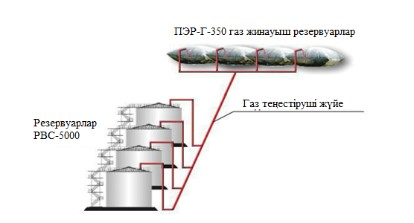 ПЭР-Г-350 газ жинауыш резервуарлар
Газ теңестіруші жүйе
Резервуарлар
РВС-5000